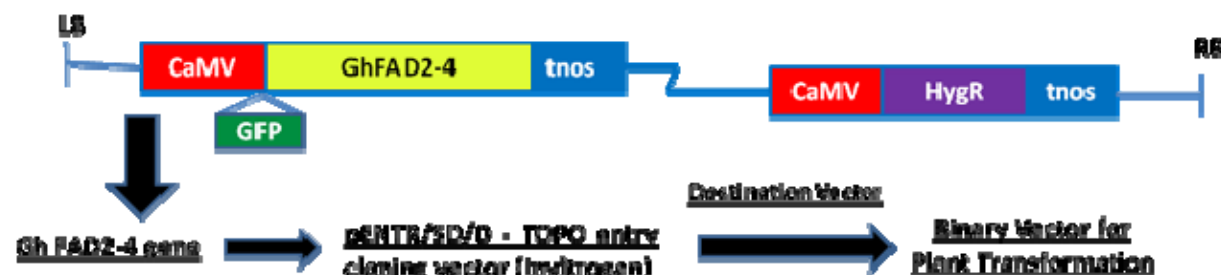 LB
RB
CaMV
GhFAD2-4
tnos
GFP
CaMV
HygR
tnos
Destination Vector
Gh FAD2-4 gene
pENTR/SD/D - TOPO entry
cloning vector
Binary Vector for
Plant Transformation